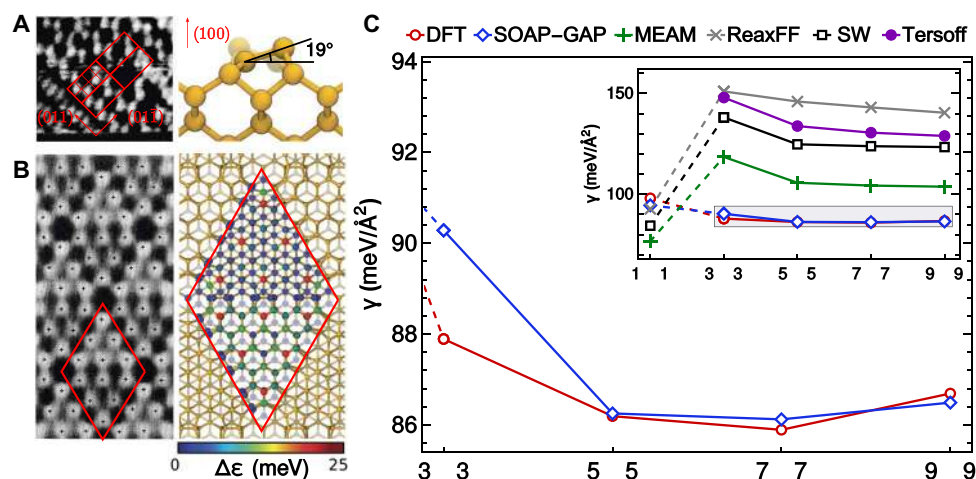 A
(100)
(011)
(011)
19°
B
0
25
Δε (meV)
C
DFT
SOAP-GAP
MEAM
ReaxFF
SW
Tersoff
γ (meV/Å²)
94
92
90
88
86
3 3
5 5
7 7
9 9
γ (meV/Å²)
150
100
1 1
3 3
5 5
7 7
9 9